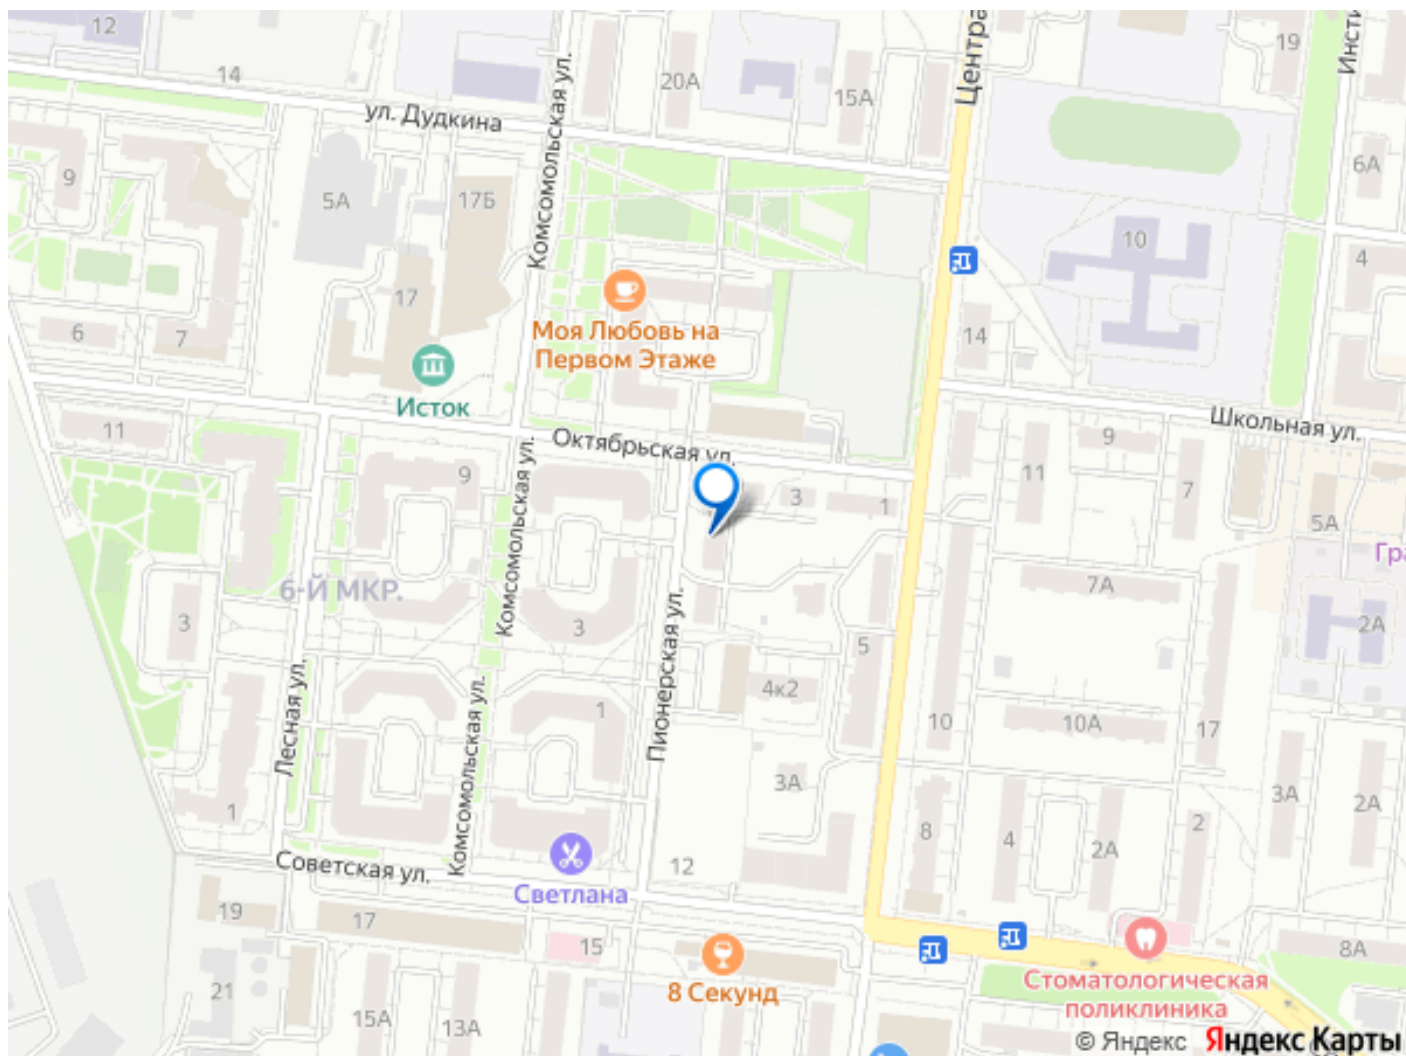 12
14
20А
15А
Центра
19
Инсти
ул. Дудкина
Комсомольская ул.
9
5А
17Б
6А
10
4
17
6
7
14
Моя Любовь на
Первом Этаже
Исток
11
Октябрьская ул.
Школьная ул.
9
9
11
7
3
1
5А
Гра
Комсомольская ул.
6-Й МКР.
7А
2А
3
3
Пионерская ул.
5
4к2
Лесная ул.
1
10
10А
17
Комсомольская ул.
3А
3А
2А
1
8
4
2А
2
Советская ул.
12
Светлана
19
17
15
8А
21
8 Секунд
Стоматологическая
поликлиника
15А
13А
© Яндекс Яндекс Карты